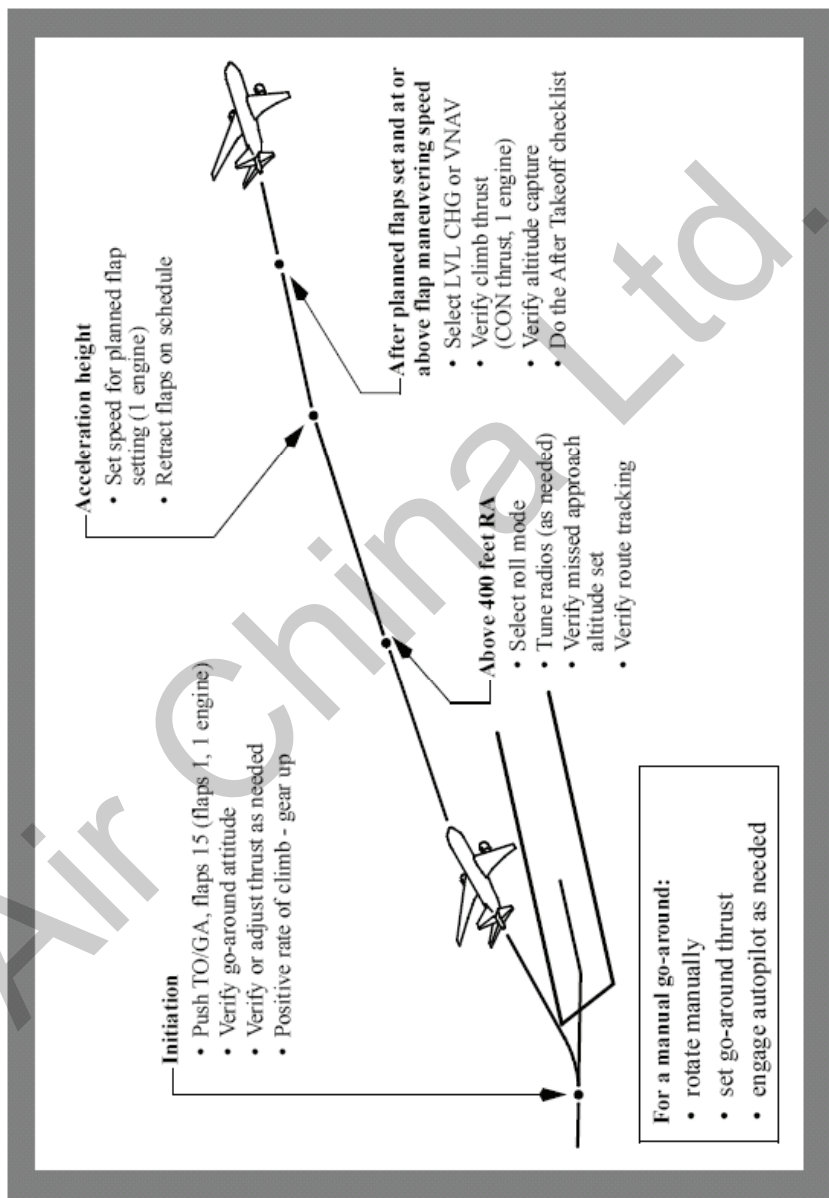 Initiation
• Push TO/GA, flaps 15 (flaps 1, 1 engine)
• Verify go-around attitude
• Verify or adjust thrust as needed
• Positive rate of climb - gear up
Above 400 feet RA
• Select roll mode
• Tune radios (as needed)
• Verify missed approach
altitude set
• Verify route tracking
Acceleration height
• Set speed for planned flap
setting (1 engine)
• Retract flaps on schedule
After planned flaps set and at or
above flap maneuvering speed
• Select LVL CHG or VNAV
• Verify climb thrust
(CON thrust, 1 engine)
• Verify altitude capture
• Do the After Takeoff checklist
For a manual go-around:
• rotate manually
• set go-around thrust
• engage autopilot as needed
Air China Ltd.